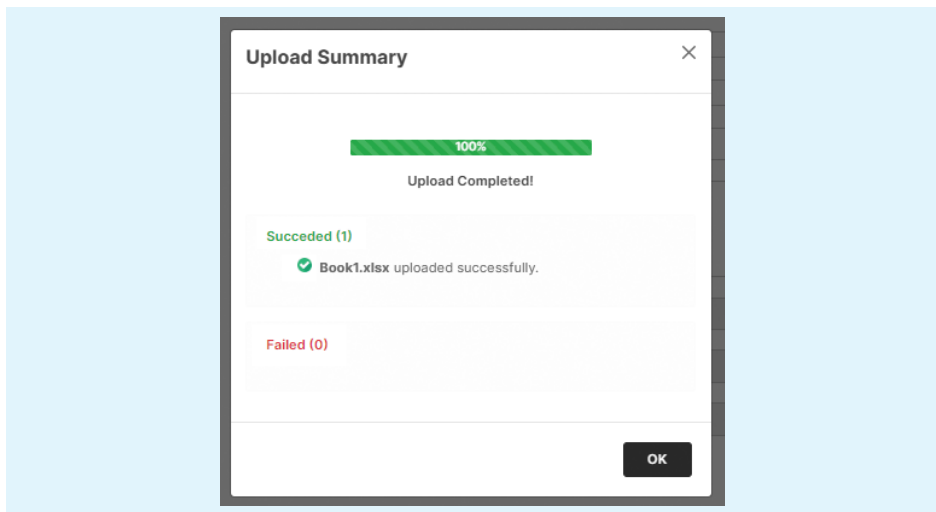 Upload Summary
100%
Upload Completed!
Succeded (1)
Book1.xlsx uploaded successfully.
Failed (0)
OK